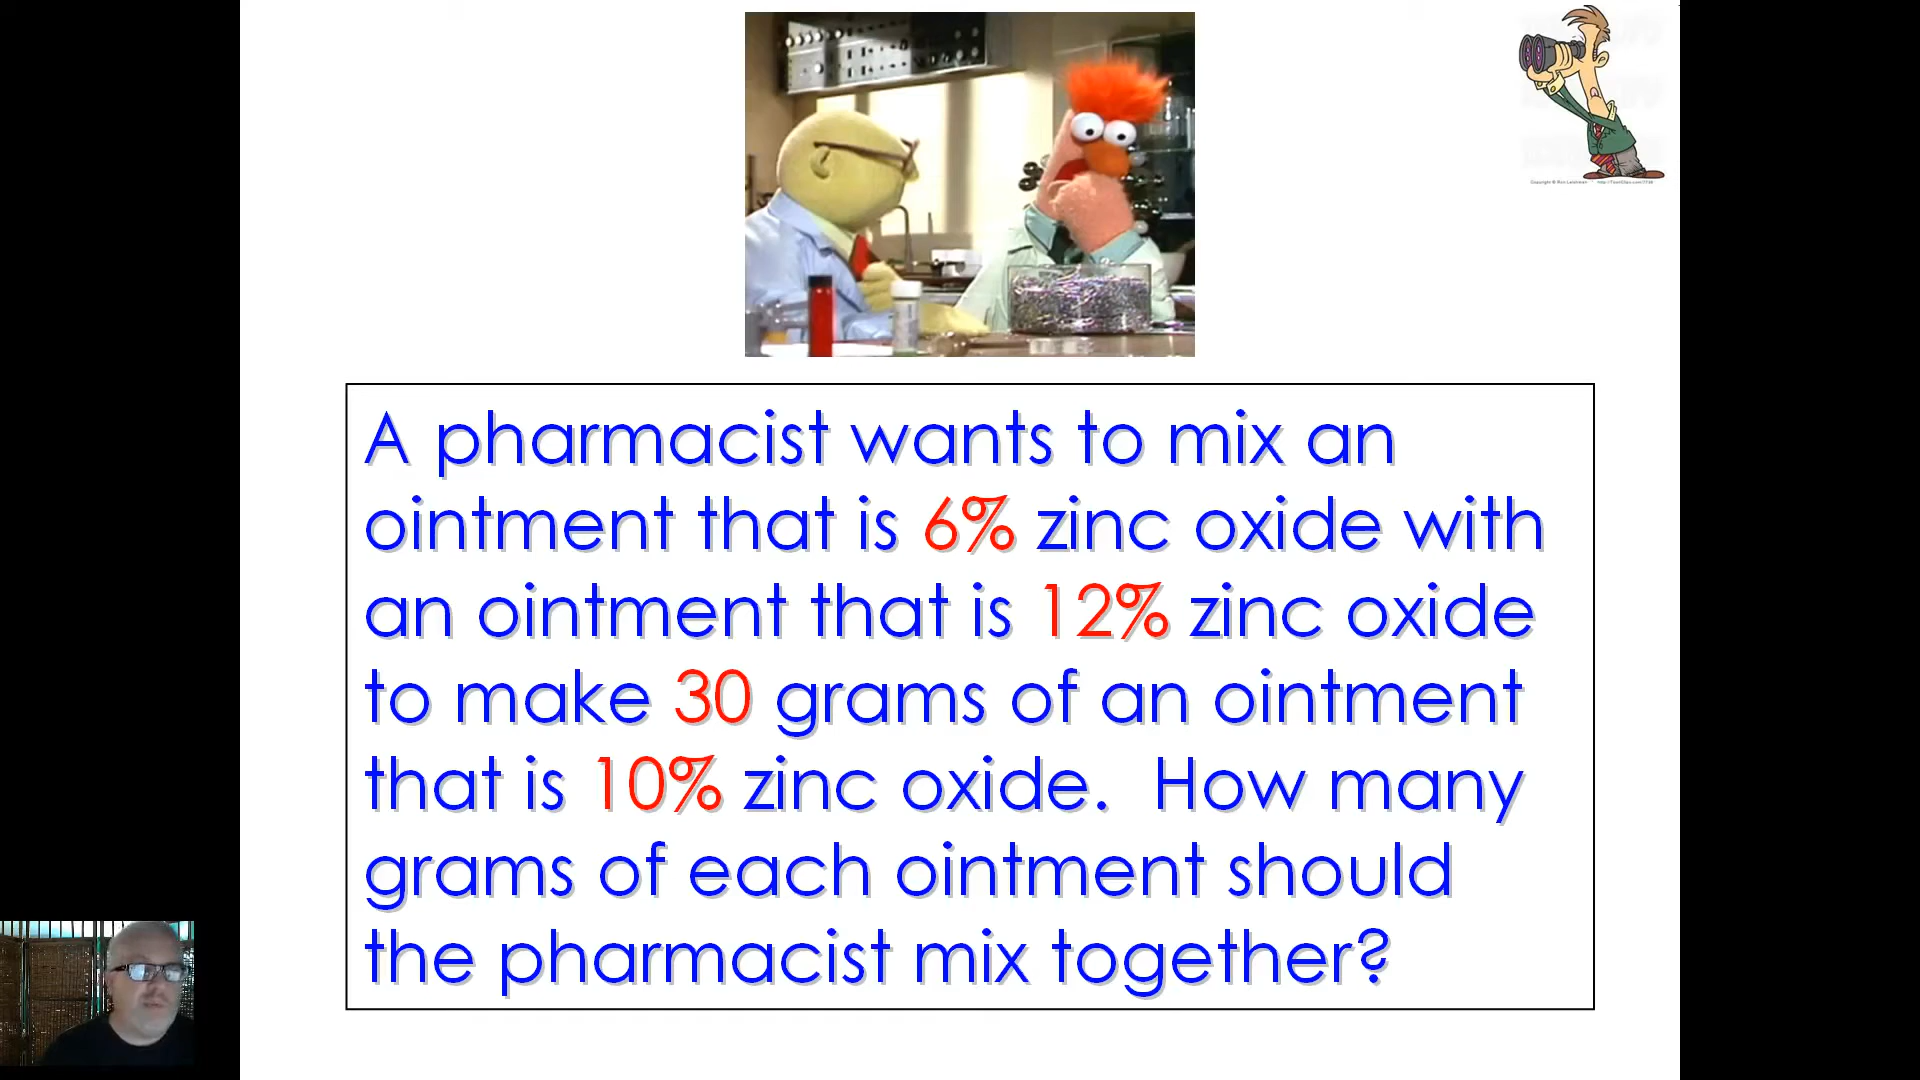 A pharmacist wants to mix an
ointment that is 6% zinc oxide with
an ointment that is 12% zinc oxide
to make 30 grams of an ointment
that is 10% zinc oxide.  How many
grams of each ointment should
the pharmacist mix together?